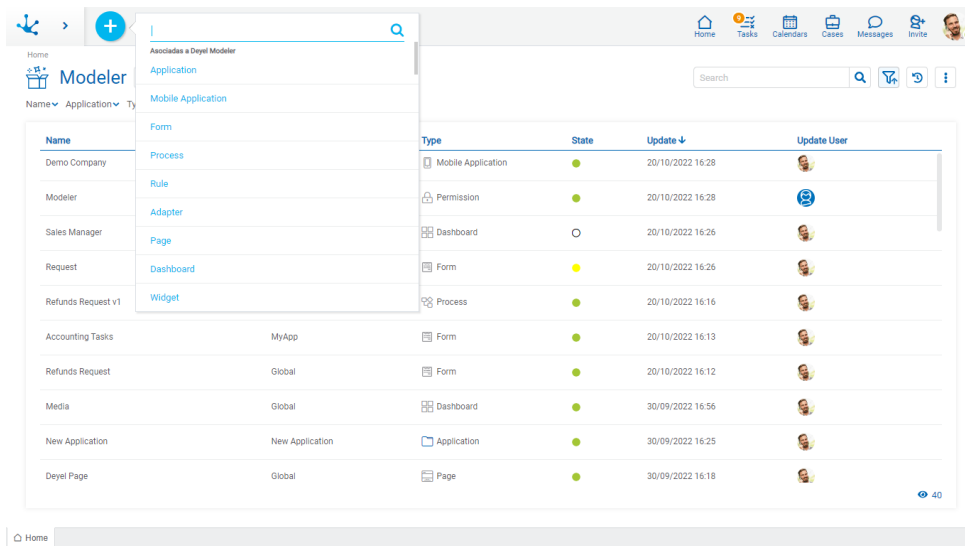 9
Home
Tasks
Calendars
Cases
Messages
Invite
Asociadas a Deyel Modeler
Application
Mobile Application
Form
Process
Rule
Adapter
Page
Dashboard
Widget
Home
Modeler
Search
Name Application Ty
Name Type State Update Update User
Demo Company Mobile Application 20/10/2022 16:28
Modeler Permission 20/10/2022 16:28
Sales Manager Dashboard 20/10/2022 16:26
Request Form 20/10/2022 16:26
Refunds Request v1 Process 20/10/2022 16:16
Accounting Tasks MyApp Form 20/10/2022 16:13
Refunds Request Global Form 20/10/2022 16:12
Media Global Dashboard 30/09/2022 16:56
New Application New Application Application 30/09/2022 16:25
Deyel Page Global Page 30/09/2022 16:18
40
Home